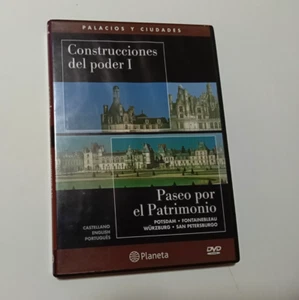 PALACIOS Y CIUDADES
Construcciones
del poder I
Paseo por
el Patrimonio
POTSDAM • FONTAINEBLEAU
WÜRZBURG • SAN PETERSBURGO
CASTELLANO
ENGLISH
PORTUGUÊS
Planeta
DVD